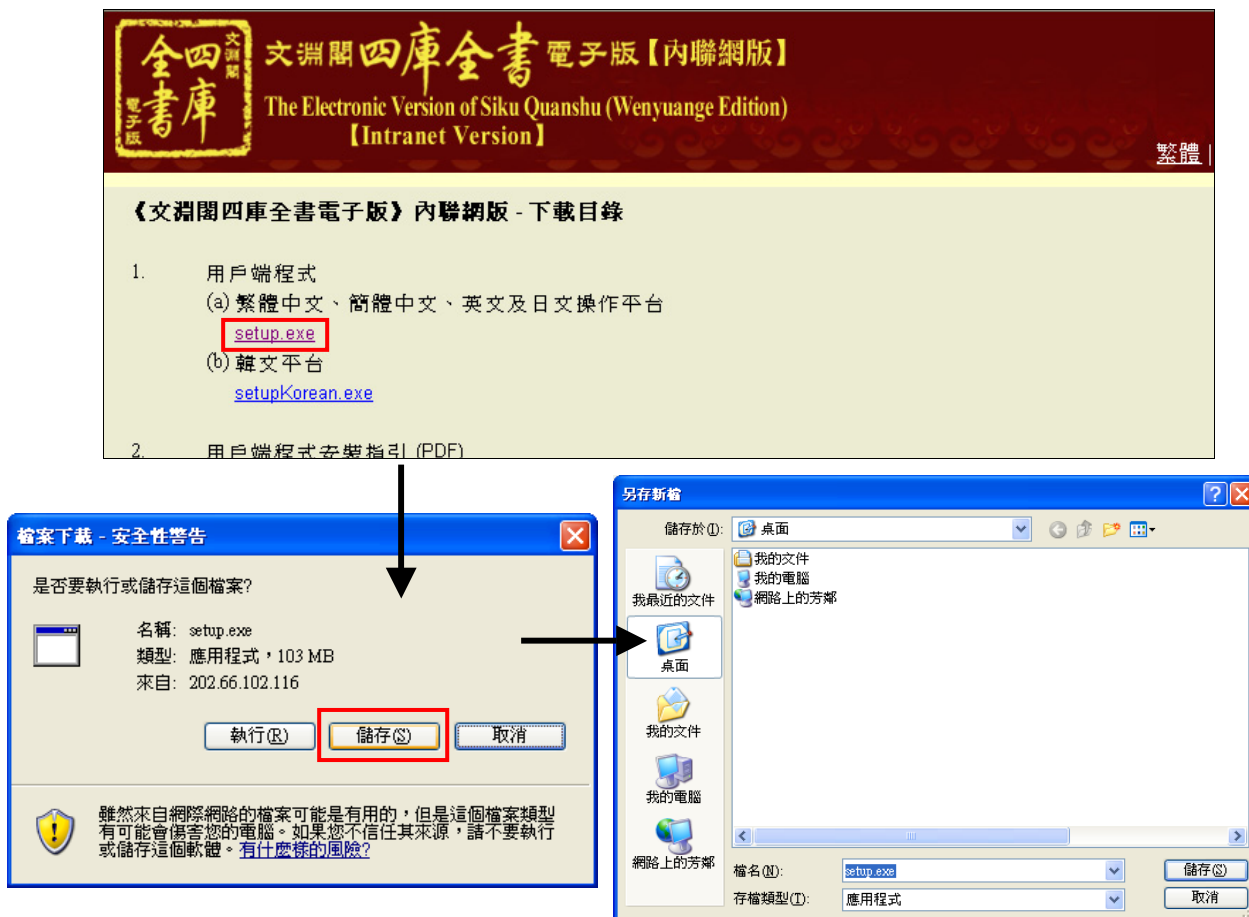 文淵閣
四庫全書
電子版
文淵閣四庫全書電子版【內聯網版】
The Electronic Version of Siku Quanshu (Wenyuange Edition)
【Intranet Version】
繁體 |
《文淵閣四庫全書電子版》內聯網版 - 下載目錄
1. 用戶端程式
(a) 繁體中文、簡體中文、英文及日文操作平台
setup.exe
(b) 韓文平台
setupKorean.exe
2. 用戶端程式安裝指引 (PDF)
檔案下載 - 安全性警告
是否要執行或儲存這個檔案?
名稱: setup.exe
類型: 應用程式，103 MB
來自: 202.66.102.116
執行(R) 儲存(S) 取消
雖然來自網際網路的檔案可能是有用的，但是這個檔案類型
有可能會傷害您的電腦。如果您不信任其來源，請不要執行
或儲存這個軟體。有什麼樣的風險?
另存新檔
儲存於(I): 桌面
我最近的文件
桌面
我的文件
我的電腦
網路上的芳鄰
我的文件
我的電腦
網路上的芳鄰
檔名(N): setup.exe 儲存(S)
存檔類型(T): 應用程式 取消